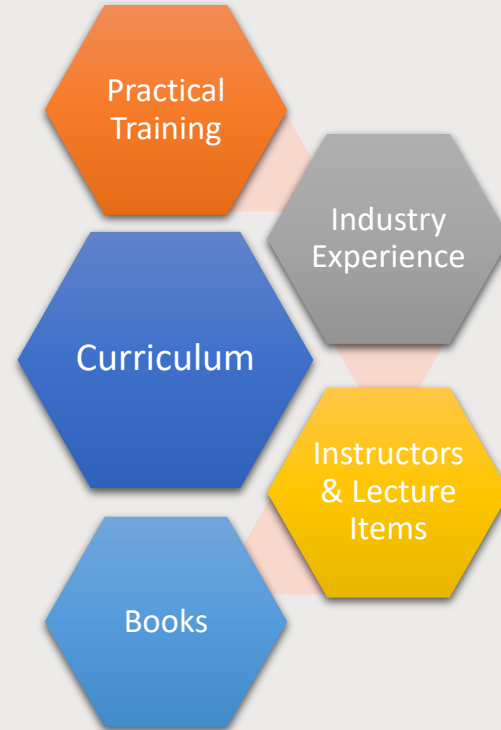 Practical
Training
Industry
Experience
Curriculum
Instructors
& Lecture
Items
Books